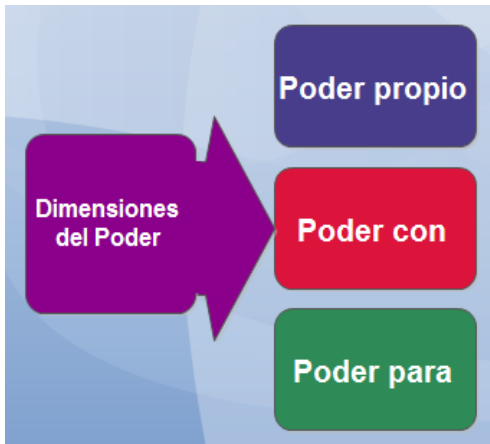 Dimensiones
del Poder
Poder propio
Poder con
Poder para